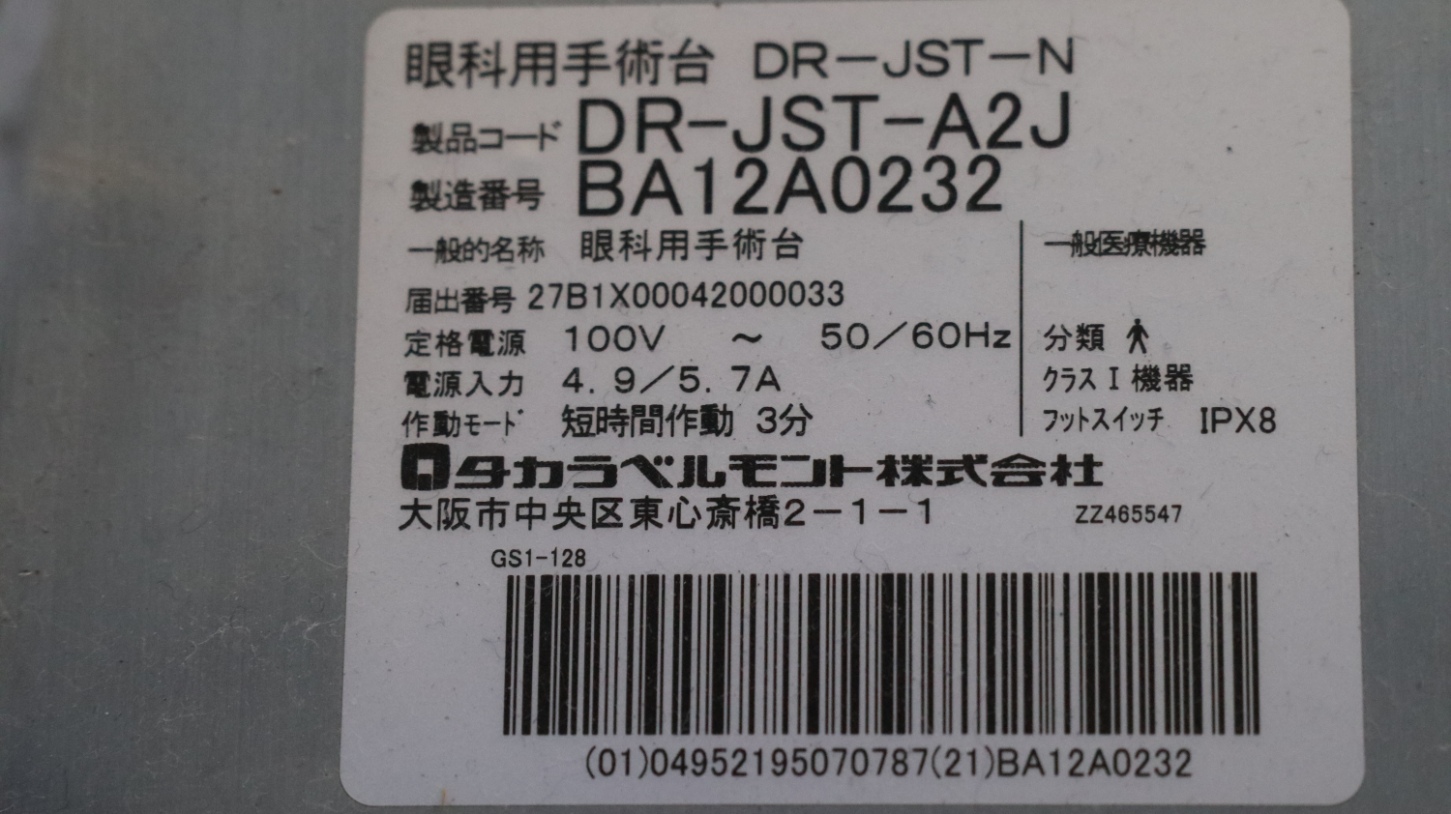 眼科用手術台 DR－JST－N
製品コード DR－JST－A2J
製造番号 BA12A0232
一般的名称 眼科用手術台
届出番号 27B1X00042000033
定格電源 100V ～ 50／60Hz
電源入力 4．9／5．7A
作動モード 短時間作動 3分
一般医療機器
分類
クラスⅠ機器
フットスイッチ IPX8
タカラベルモント株式会社
大阪市中央区東心斎橋2－1－1 ZZ465547
GS1-128
(01)04952195070787(21)BA12A0232